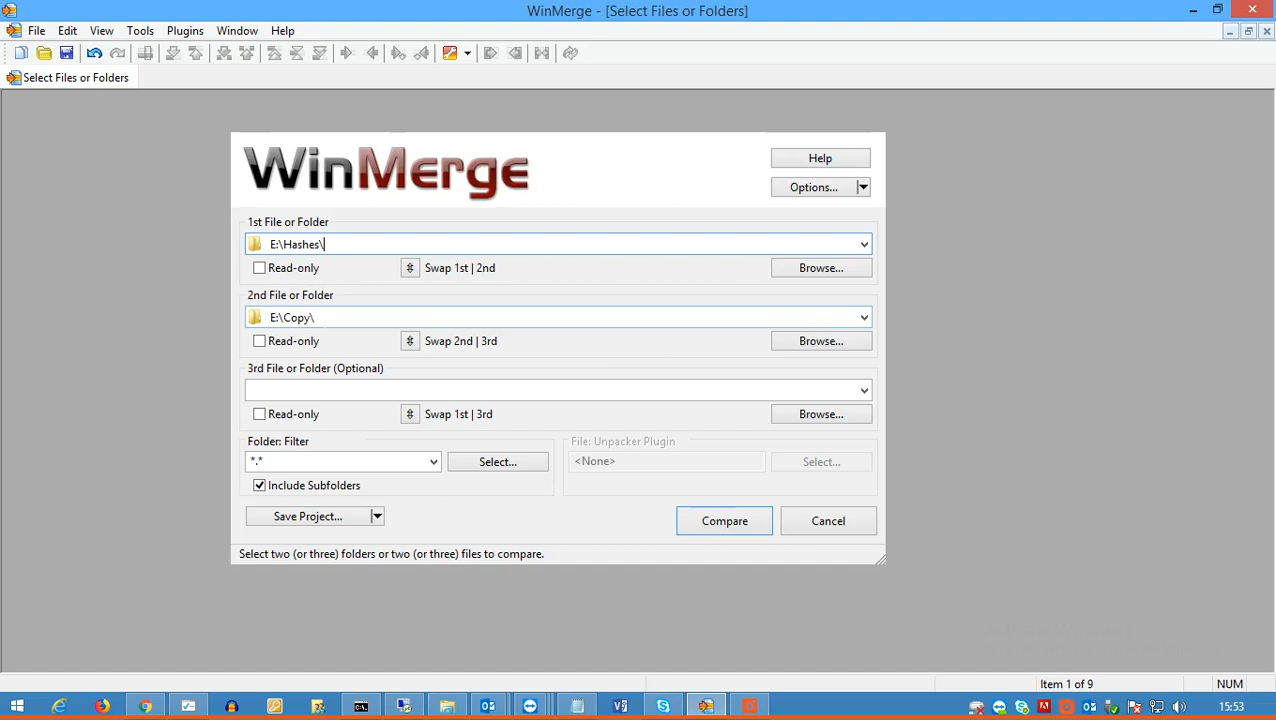 WinMerge - [Select Files or Folders]
File Edit View Tools Plugins Window Help
Select Files or Folders
WinMerge
Help
Options...
1st File or Folder
E:\Hashes\
Read-only Swap 1st | 2nd Browse...
2nd File or Folder
E:\Copy\
Read-only Swap 2nd | 3rd Browse...
3rd File or Folder (Optional)
Read-only Swap 1st | 3rd Browse...
Folder: Filter File: Unpacker Plugin
*.* Select... <None> Select...
Include Subfolders
Save Project... Compare Cancel
Select two (or three) folders or two (or three) files to compare.
Item 1 of 9 NUM
15:53